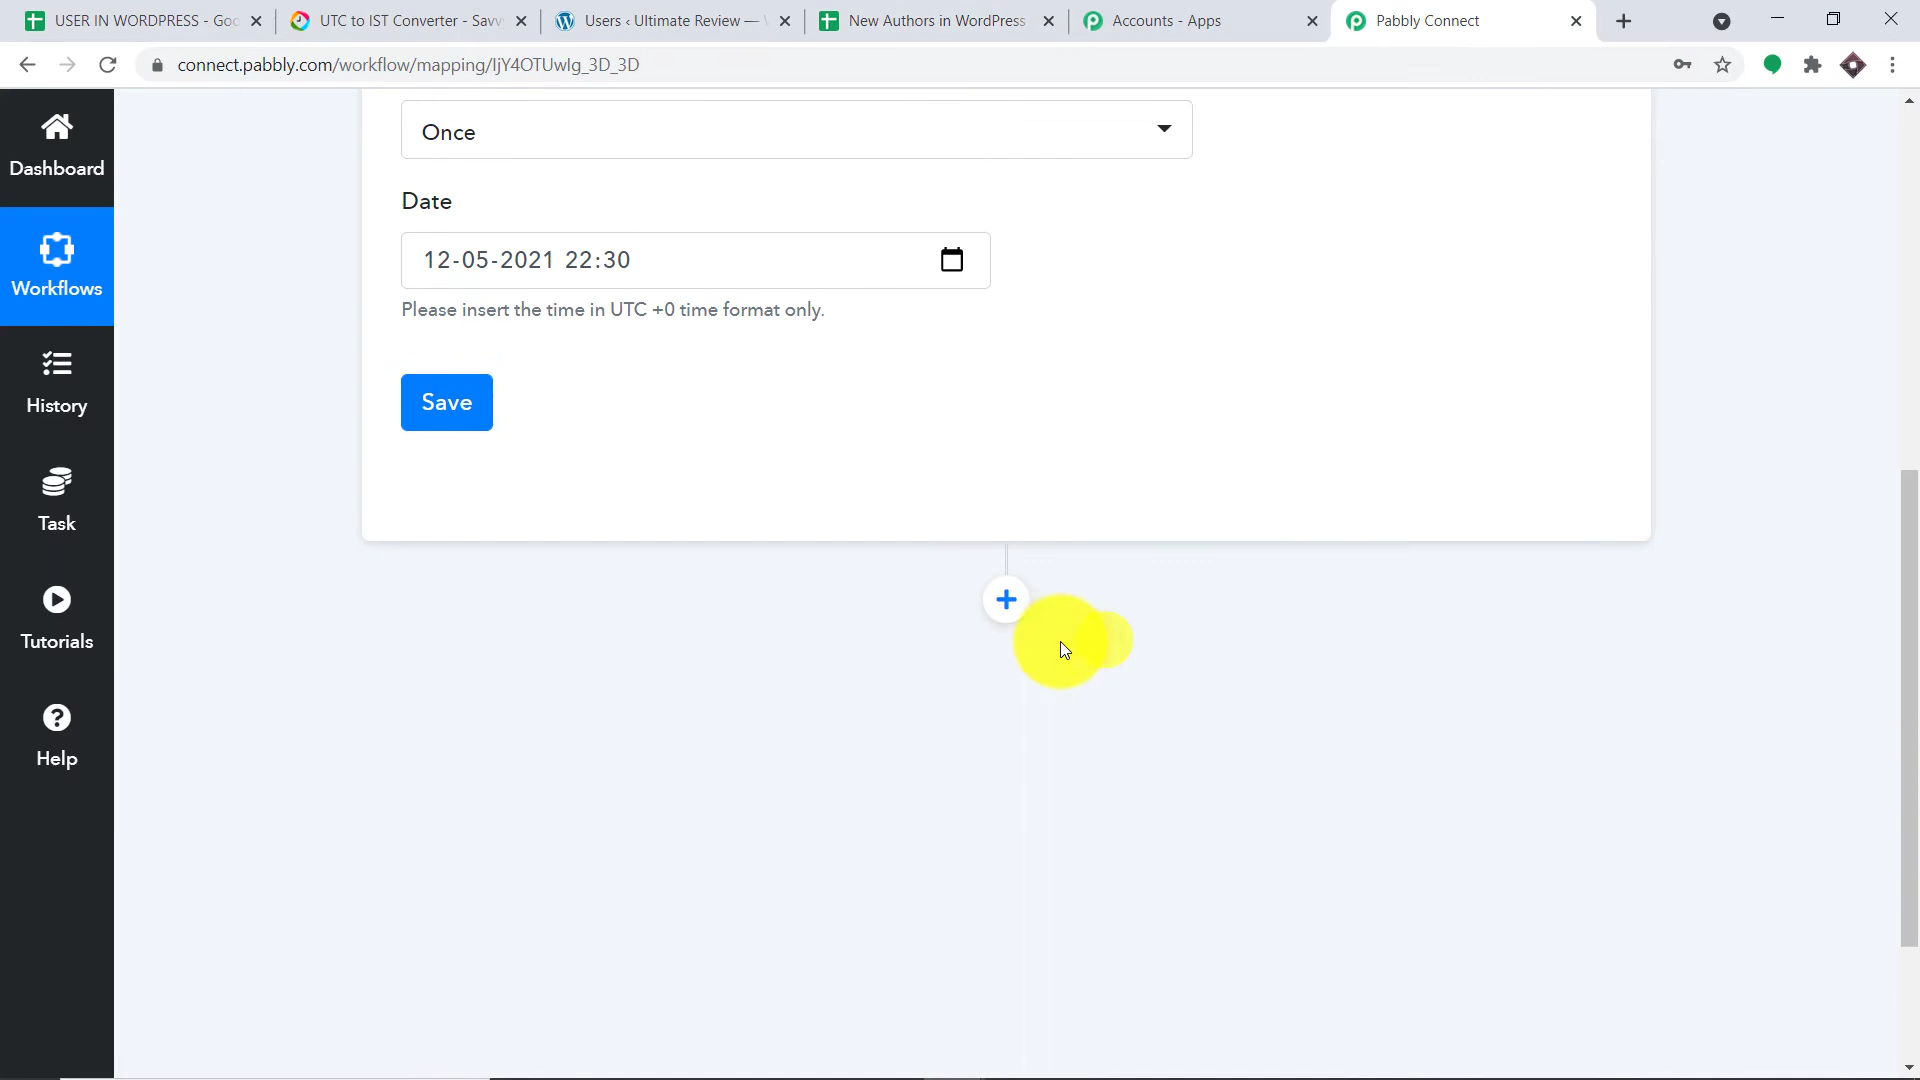 USER IN WORDPRESS - Goo
UTC to IST Converter - Savv
Users ‹ Ultimate Review —
New Authors in WordPress
Accounts - Apps
Pabbly Connect
connect.pabbly.com/workflow/mapping/IjY4OTUwIg_3D_3D
Dashboard
Workflows
History
Task
Tutorials
Help
Once
Date
12-05-2021 22:30
Please insert the time in UTC +0 time format only.
Save